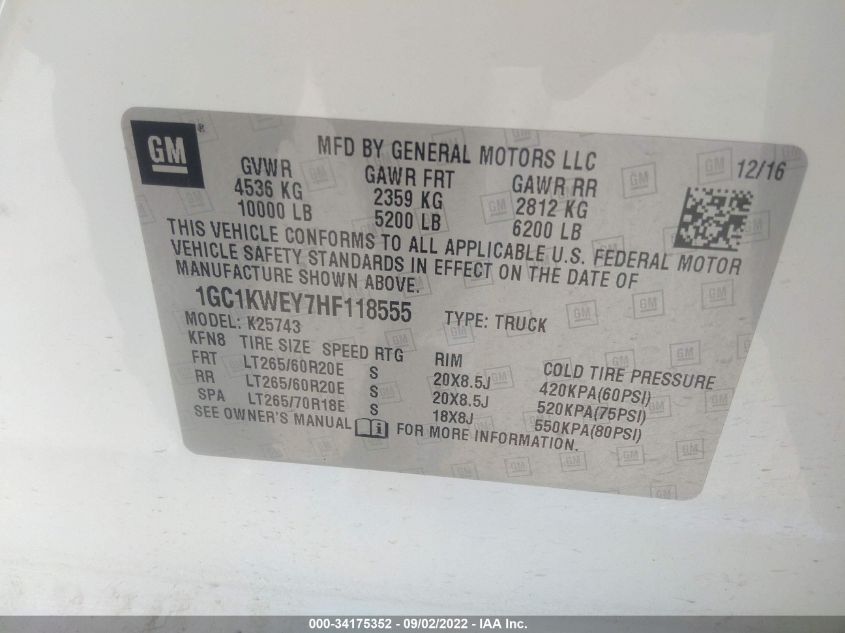 GM ®
MFD BY GENERAL MOTORS LLC
12/16
GVWR GAWR FRT GAWR RR
4536 KG 2359 KG 2812 KG
10000 LB 5200 LB 6200 LB
THIS VEHICLE CONFORMS TO ALL APPLICABLE U.S. FEDERAL MOTOR
VEHICLE SAFETY STANDARDS IN EFFECT ON THE DATE OF
MANUFACTURE SHOWN ABOVE.
1GC1KWEY7HF118555 TYPE: TRUCK
MODEL: K25743
KFN8 TIRE SIZE SPEED RTG RIM COLD TIRE PRESSURE
FRT LT265/60R20E S 20X8.5J 420KPA(60PSI)
RR LT265/60R20E S 20X8.5J 520KPA(75PSI)
SPA LT265/70R18E S 18X8J 550KPA(80PSI)
SEE OWNER'S MANUAL i FOR MORE INFORMATION.
000-34175352 - 09/02/2022 - IAA Inc.